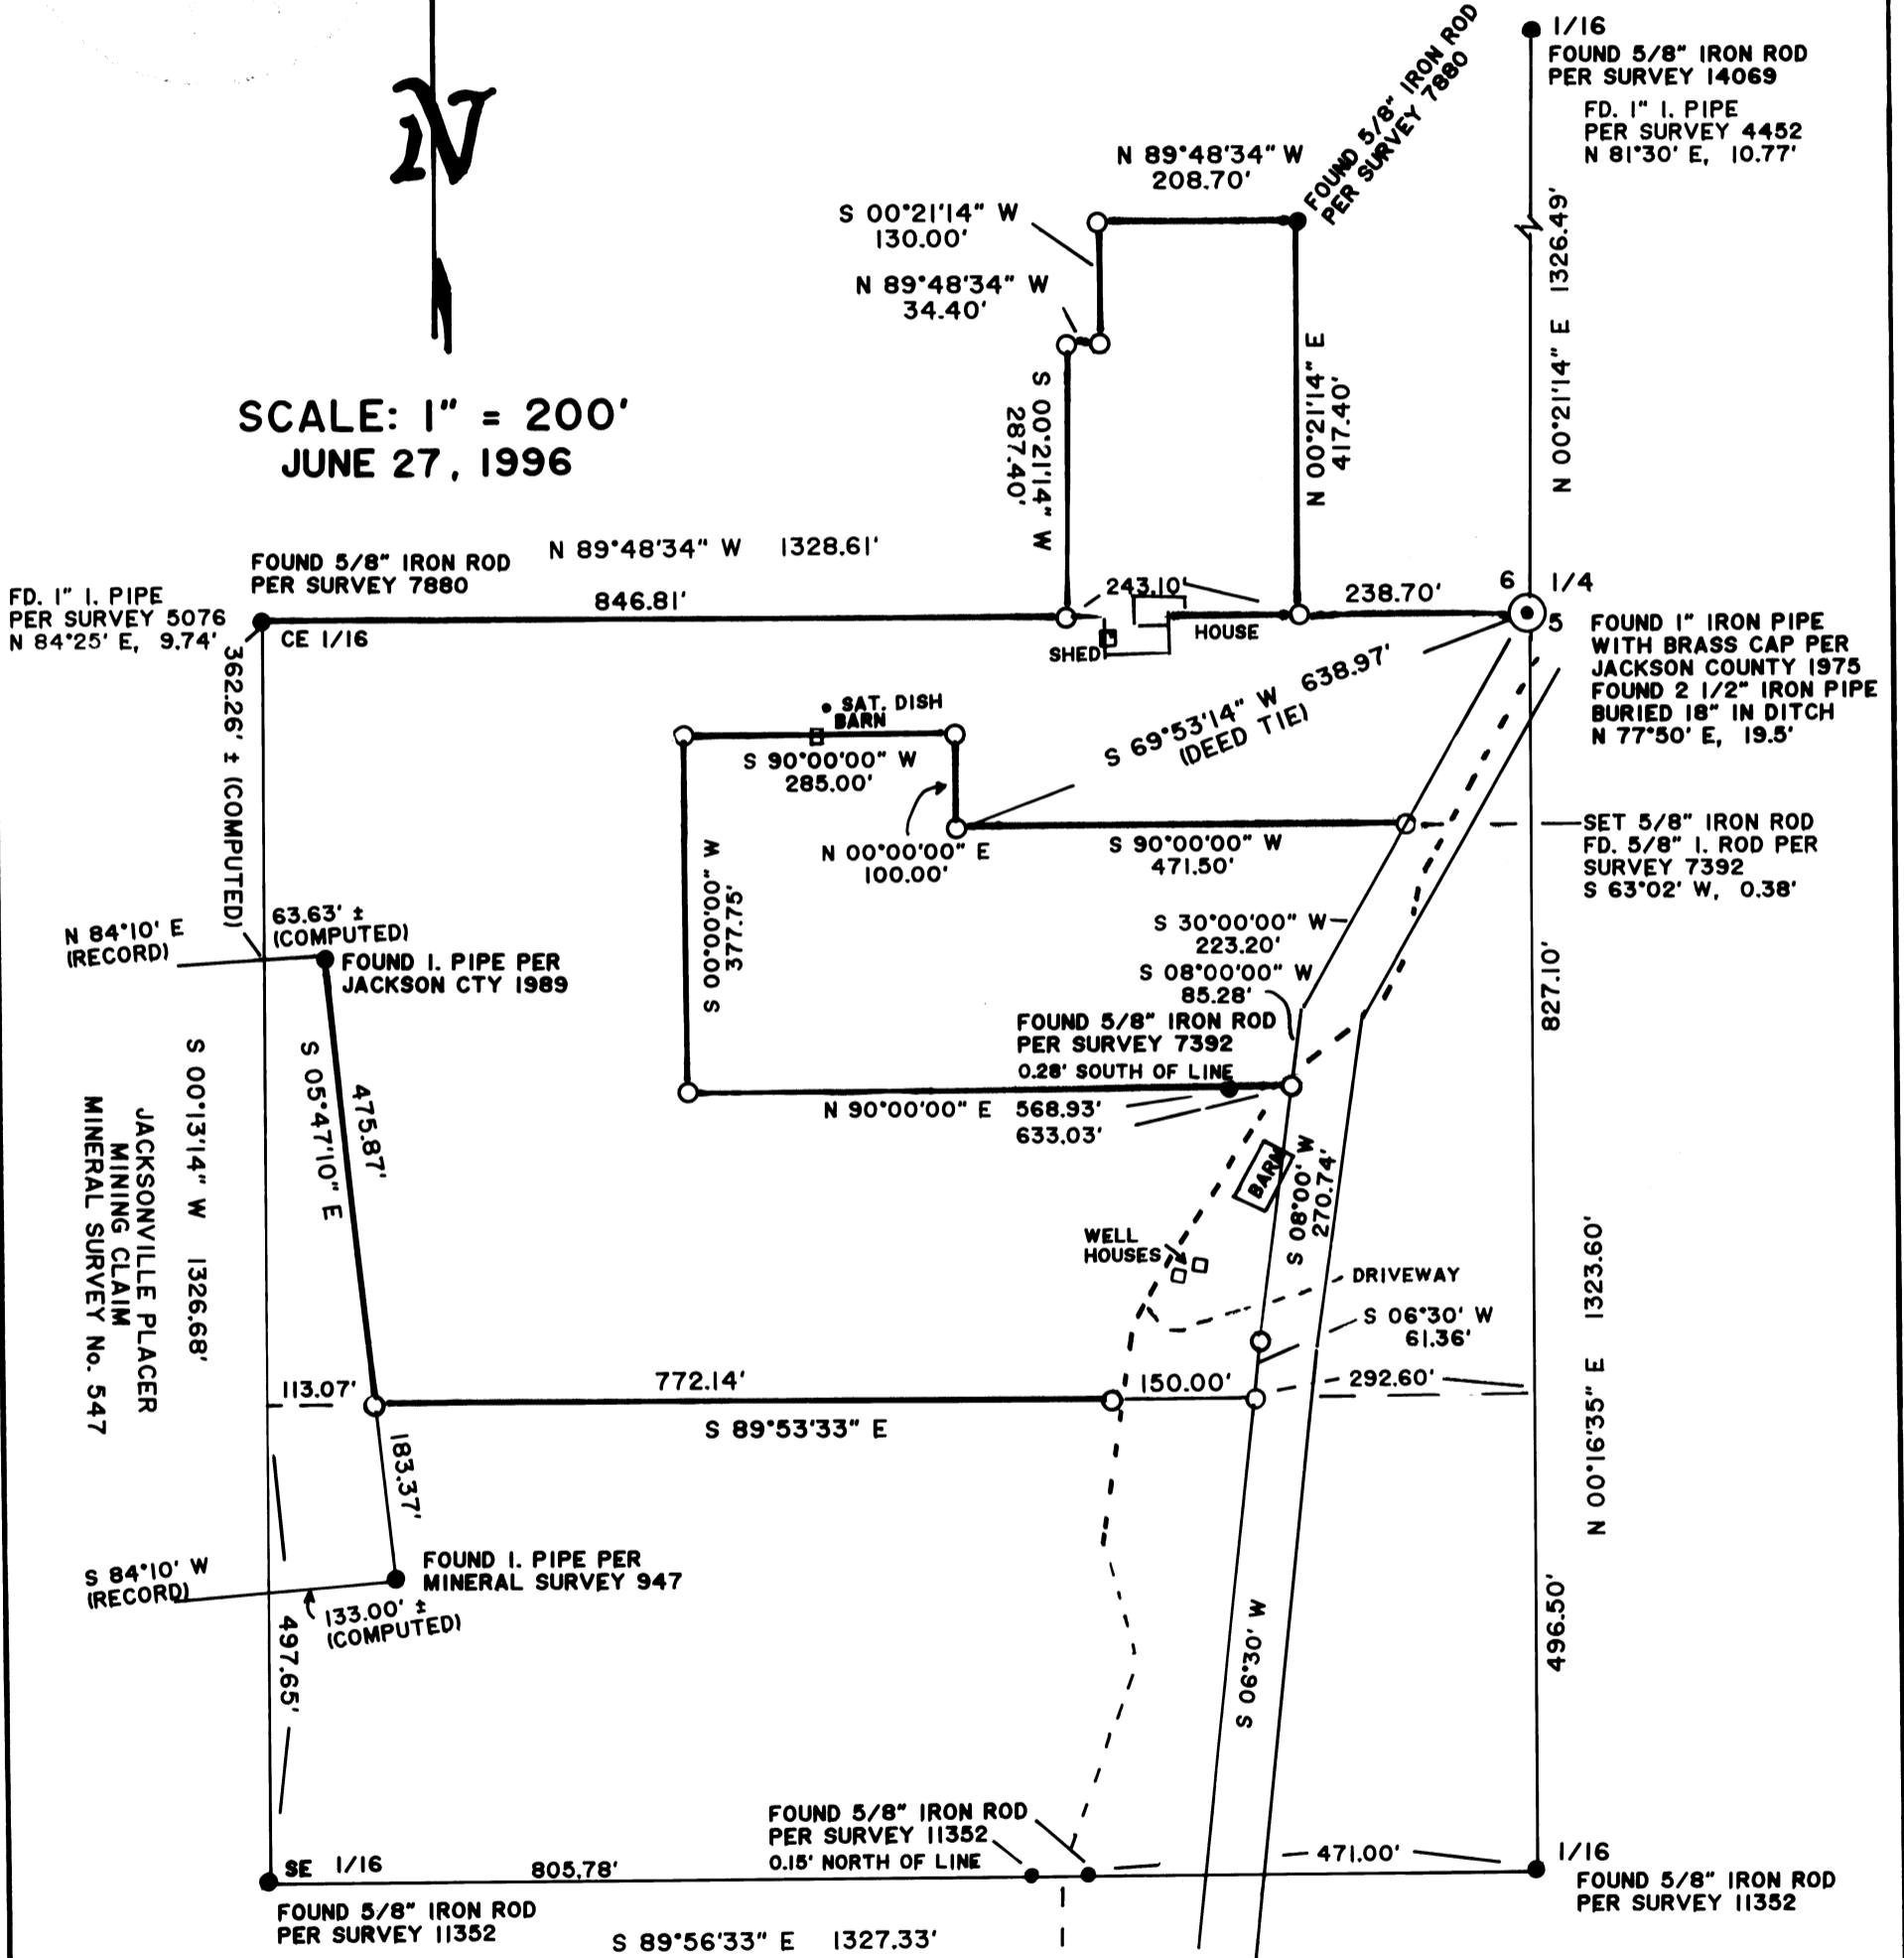 N
SCALE: 1" = 200'
JUNE 27, 1996
1/16
FOUND 5/8" IRON ROD
PER SURVEY 14069
FD. 1" I. PIPE
PER SURVEY 4452
N 81°30' E, 10.77'
FOUND 5/8" IRON ROD
PER SURVEY 7880
N 89°48'34" W
208.70'
S 00°21'14" W
130.00'
N 89°48'34" W
34.40'
S 00°21'14" W
287.40'
N 00°21'14" E
417.40'
N 00°21'14" E 1326.49'
N 89°48'34" W 1328.61'
FOUND 5/8" IRON ROD
PER SURVEY 7880
846.81'
FD. 1" I. PIPE
PER SURVEY 5076
N 84°25' E, 9.74'
CE 1/16
243.10'
238.70'
HOUSE
SHED
6
1/4
5
FOUND 1" IRON PIPE
WITH BRASS CAP PER
JACKSON COUNTY 1975
FOUND 2 1/2" IRON PIPE
BURIED 18" IN DITCH
N 77°50' E, 19.5'
362.26' ± (COMPUTED)
SAT. DISH
BARN
S 90°00'00" W
285.00'
S 69°53'14" W 638.97'
(DEED TIE)
N 00°00'00" E
100.00'
S 90°00'00" W
471.50'
SET 5/8" IRON ROD
FD. 5/8" I. ROD PER
SURVEY 7392
S 63°02' W, 0.38'
S 00°00'00" W
377.75'
N 84°10' E
(RECORD)
63.63' ±
(COMPUTED)
FOUND I. PIPE PER
JACKSON CTY 1989
S 30°00'00" W
223.20'
S 08°00'00" W
85.28'
827.10'
FOUND 5/8" IRON ROD
PER SURVEY 7392
0.28' SOUTH OF LINE
N 90°00'00" E 568.93'
633.03'
S 05°47'10" E
475.87'
S 00°13'14" W 1326.68'
JACKSONVILLE PLACER
MINING CLAIM
MINERAL SURVEY No. 547
BARN
S 08°00' W
270.74'
WELL
HOUSES
DRIVEWAY
S 06°30' W
61.36'
N 00°16'35" E 1323.60'
113.07'
772.14'
150.00'
292.60'
S 89°53'33" E
183.37'
S 84°10' W
(RECORD)
FOUND I. PIPE PER
MINERAL SURVEY 947
133.00' ±
(COMPUTED)
497.65'
S 06°30' W
496.50'
FOUND 5/8" IRON ROD
PER SURVEY 11352
0.15' NORTH OF LINE
SE 1/16
805.78'
471.00'
1/16
FOUND 5/8" IRON ROD
PER SURVEY 11352
FOUND 5/8" IRON ROD
PER SURVEY 11352
S 89°56'33" E 1327.33'